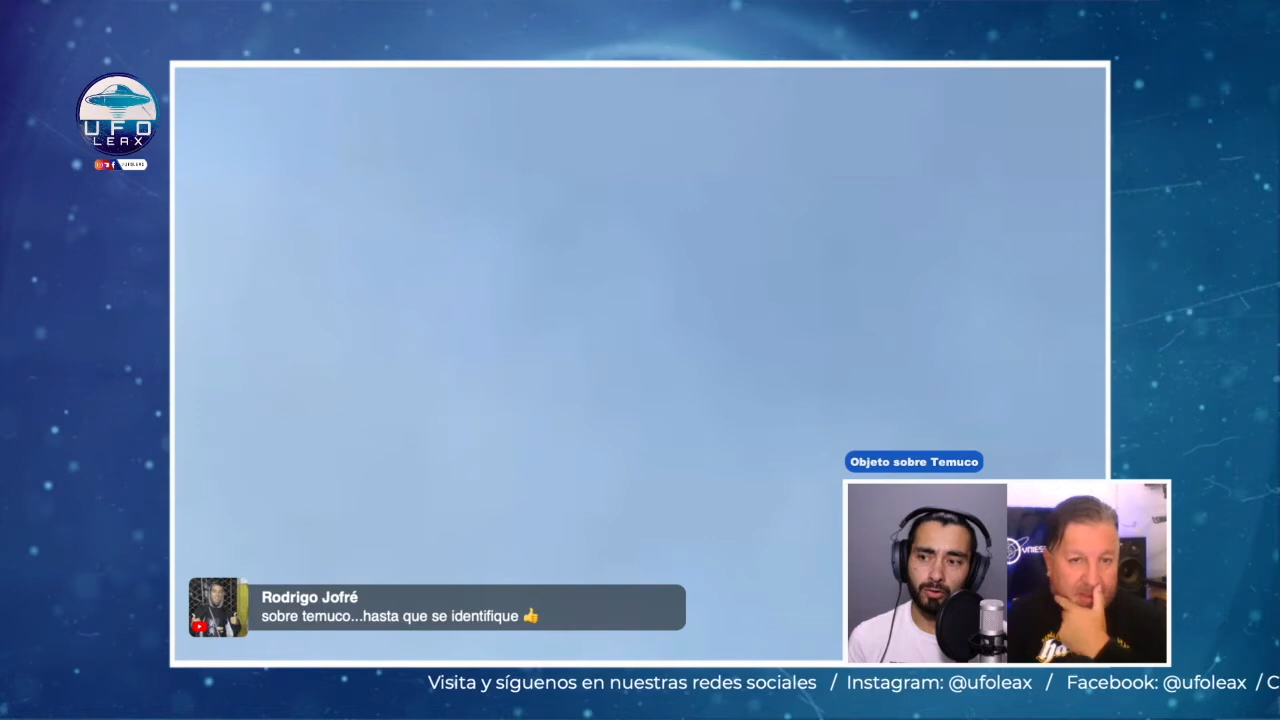 UFO
LEAX
Objeto sobre Temuco
Rodrigo Jofré
sobre temuco...hasta que se identifique 👍
Visita y síguenos en nuestras redes sociales / Instagram: @ufoleax / Facebook: @ufoleax / C